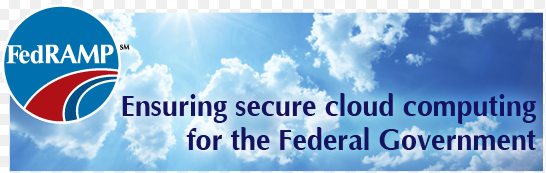 FedRAMP SM
Ensuring secure cloud computing
for the Federal Government